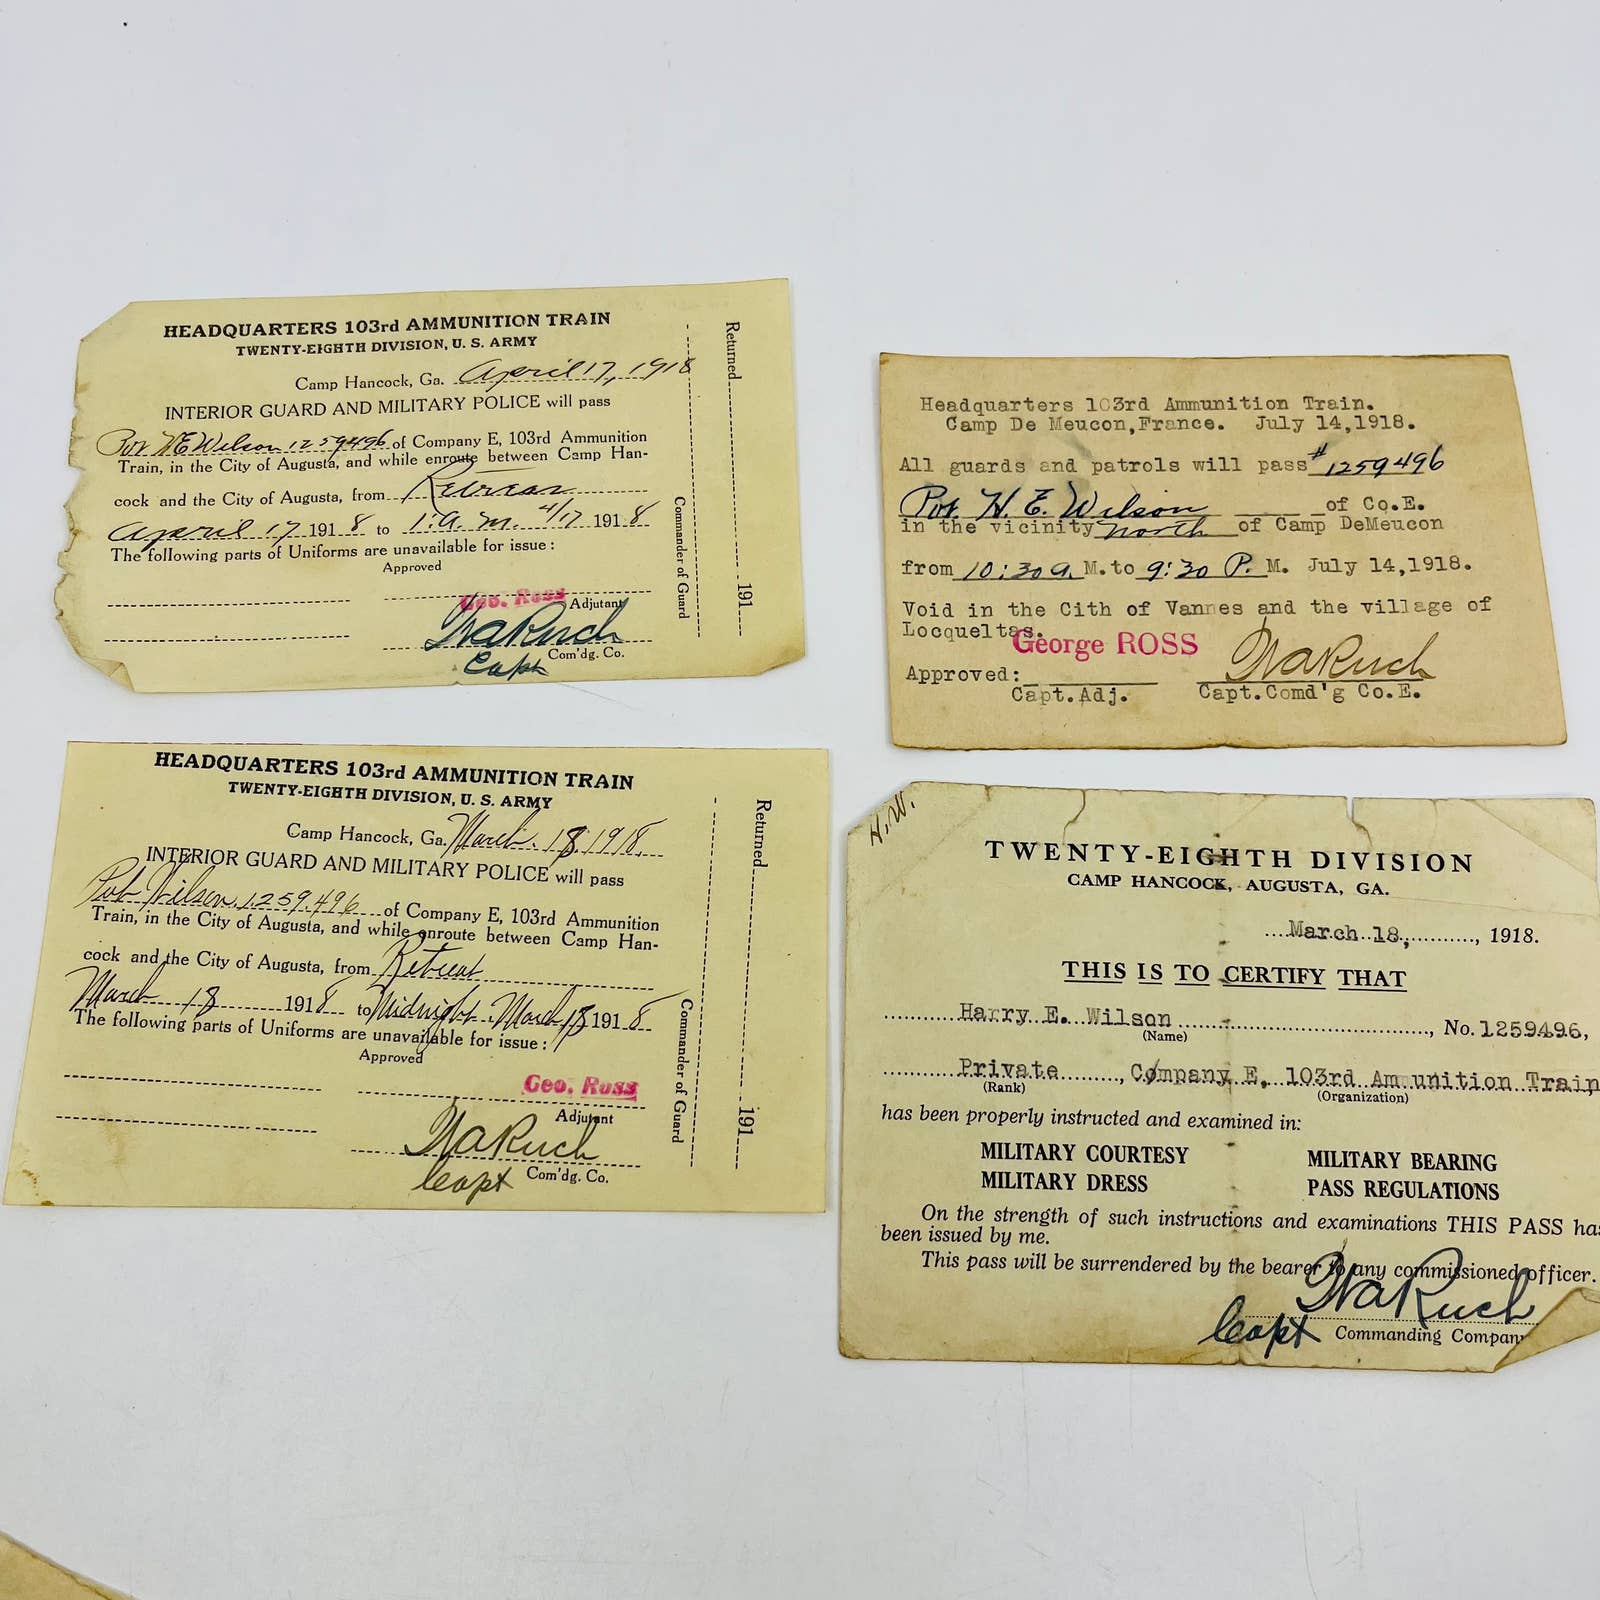 HEADQUARTERS 103rd AMMUNITION TRAIN
TWENTY-EIGHTH DIVISION, U. S. ARMY
Camp Hancock, Ga. April 17, 1918
INTERIOR GUARD AND MILITARY POLICE will pass
Pvt H E Wilson 1259496 of Company E, 103rd Ammunition
Train, in the City of Augusta, and while enroute between Camp Han-
cock and the City of Augusta, from Retreat
April 17 1918 to 1 A. M. 4/17 1918
The following parts of Uniforms are unavailable for issue:
Approved
Geo. Ross Adjutant
Capt Com'dg. Co.
Commander of Guard
Returned 191
Headquarters 103rd Ammunition Train.
Camp De Meucon,France. July 14,1918.
All guards and patrols will pass #1259496
Pvt H. E. Wilson of Co.E.
in the vicinity north of Camp DeMeucon
from 10:30 a. M.to 9:30 P. M. July 14,1918.
Void in the Cith of Vannes and the village of
Locqueltas.
George ROSS
Approved:
Capt.Adj. Capt.Comd'g Co.E.
HEADQUARTERS 103rd AMMUNITION TRAIN
TWENTY-EIGHTH DIVISION, U. S. ARMY
Camp Hancock, Ga. March 18 1918
INTERIOR GUARD AND MILITARY POLICE will pass
Pvt Wilson 1259496 of Company E, 103rd Ammunition
Train, in the City of Augusta, and while enroute between Camp Han-
cock and the City of Augusta, from Retreat
March 18 1918 to Midnight March 18 1918
The following parts of Uniforms are unavailable for issue:
Approved
Geo. Ross
Adjutant
Capt Com'dg. Co.
Commander of Guard
Returned 191
H.W.
TWENTY-EIGHTH DIVISION
CAMP HANCOCK, AUGUSTA, GA.
March 18, 1918.
THIS IS TO CERTIFY THAT
Harry E. Wilson, No. 1259496,
(Name)
Private, Company E, 103rd Ammunition Train,
(Rank) (Organization)
has been properly instructed and examined in:
MILITARY COURTESY MILITARY BEARING
MILITARY DRESS PASS REGULATIONS
On the strength of such instructions and examinations THIS PASS has
been issued by me.
This pass will be surrendered by the bearer to any commissioned officer.
Capt Commanding Company